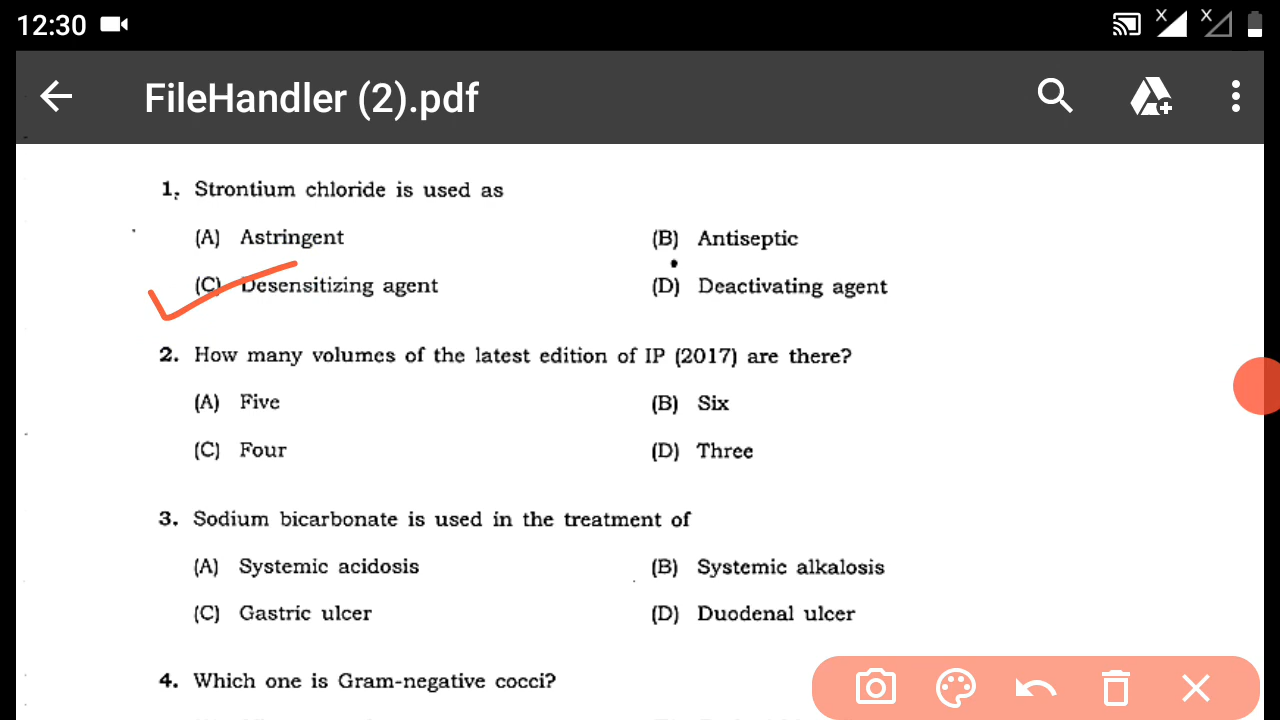 12:30
FileHandler (2).pdf
1. Strontium chloride is used as
(A) Astringent (B) Antiseptic
(C) Desensitizing agent (D) Deactivating agent
2. How many volumes of the latest edition of IP (2017) are there?
(A) Five (B) Six
(C) Four (D) Three
3. Sodium bicarbonate is used in the treatment of
(A) Systemic acidosis (B) Systemic alkalosis
(C) Gastric ulcer (D) Duodenal ulcer
4. Which one is Gram-negative cocci?